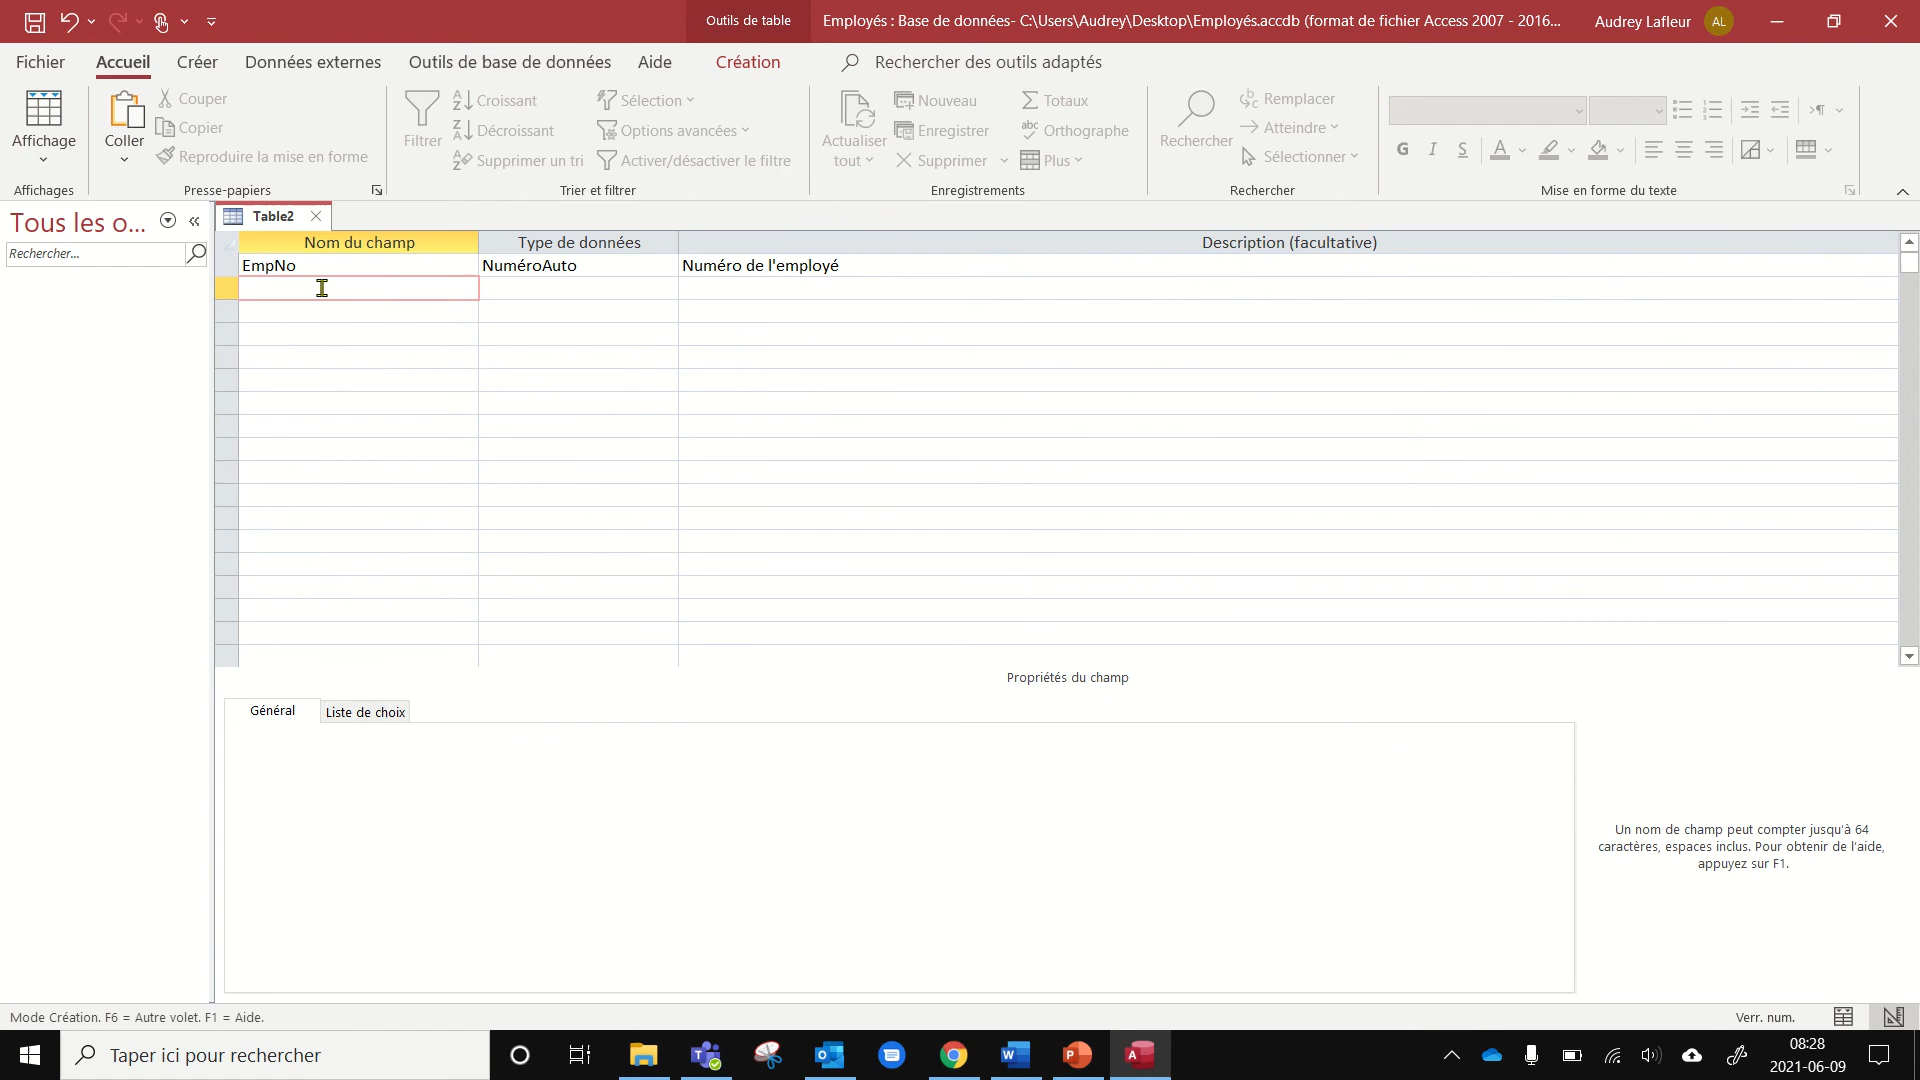 Outils de table
Employés : Base de données- C:\Users\Audrey\Desktop\Employés.accdb (format de fichier Access 2007 - 2016...
Audrey Lafleur
AL
Fichier
Accueil
Créer
Données externes
Outils de base de données
Aide
Création
Rechercher des outils adaptés
Affichage
Coller
Couper
Copier
Reproduire la mise en forme
Filtrer
Croissant
Décroissant
Supprimer un tri
Sélection
Options avancées
Activer/désactiver le filtre
Actualiser
tout
Nouveau
Enregistrer
Supprimer
Totaux
Orthographe
Plus
Rechercher
Remplacer
Atteindre
Sélectionner
G I S
Affichages
Presse-papiers
Trier et filtrer
Enregistrements
Rechercher
Mise en forme du texte
Tous les o...
Rechercher...
Table2
Nom du champ
Type de données
Description (facultative)
EmpNo
NuméroAuto
Numéro de l'employé
Propriétés du champ
Général
Liste de choix
Un nom de champ peut compter jusqu'à 64
caractères, espaces inclus. Pour obtenir de l'aide,
appuyez sur F1.
Mode Création. F6 = Autre volet. F1 = Aide.
Verr. num.
Taper ici pour rechercher
08:28
2021-06-09